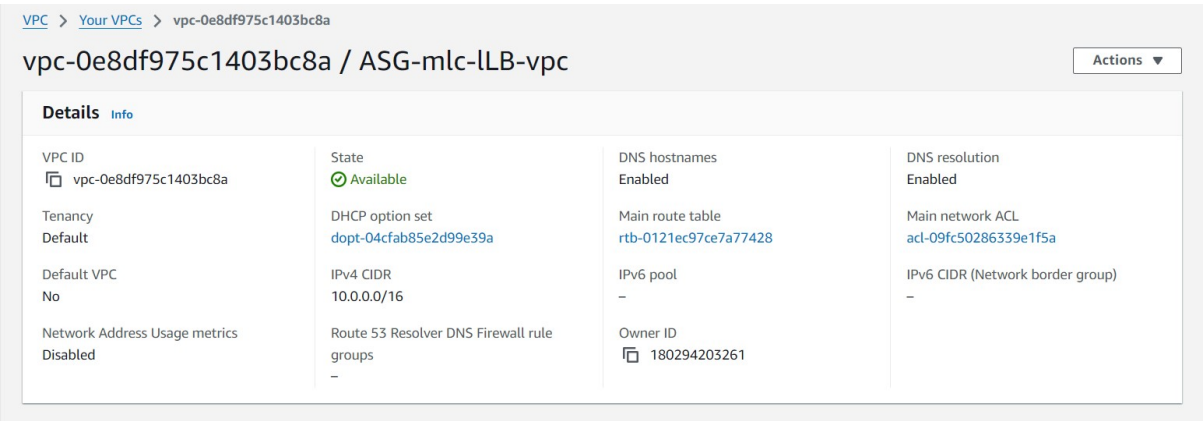 VPC > Your VPCs > vpc-0e8df975c1403bc8a
vpc-0e8df975c1403bc8a / ASG-mlc-lLB-vpc
Actions ▼
Details Info
VPC ID
vpc-0e8df975c1403bc8a
State
Available
DNS hostnames
Enabled
DNS resolution
Enabled
Tenancy
Default
DHCP option set
dopt-04cfab85e2d99e39a
Main route table
rtb-0121ec97ce7a77428
Main network ACL
acl-09fc50286339e1f5a
Default VPC
No
IPv4 CIDR
10.0.0.0/16
IPv6 pool
–
IPv6 CIDR (Network border group)
–
Network Address Usage metrics
Disabled
Route 53 Resolver DNS Firewall rule
groups
–
Owner ID
180294203261